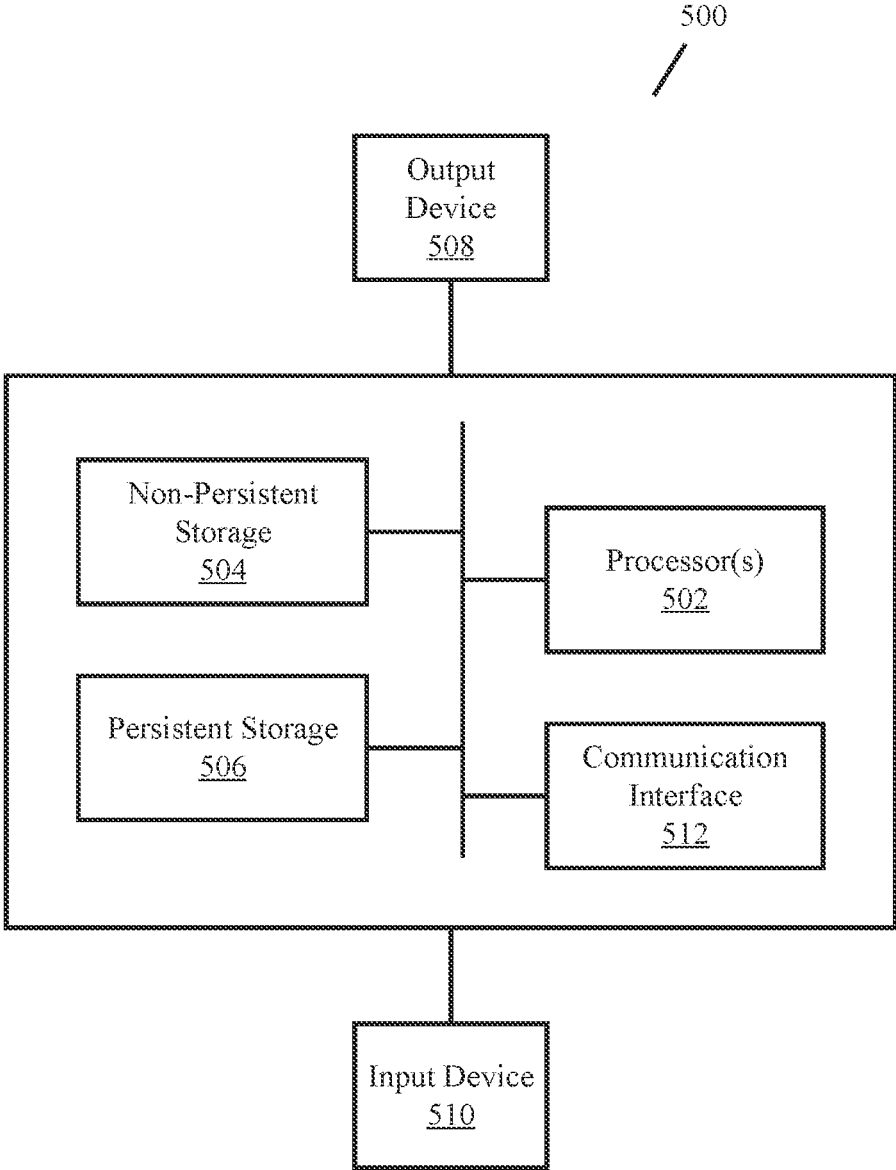 500
Output
Device
508
Non-Persistent
Storage
504
Processor(s)
502
Persistent Storage
506
Communication
Interface
512
Input Device
510